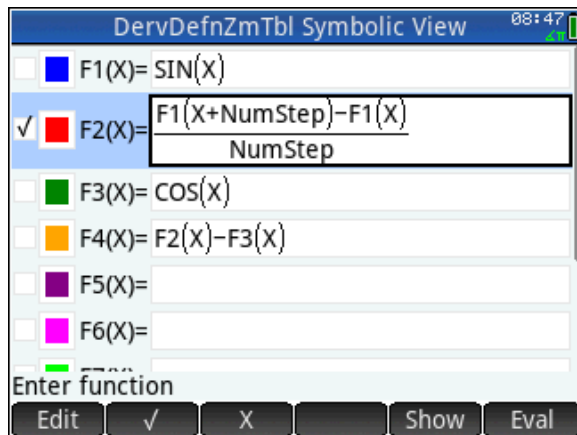 DervDefnZmTbl Symbolic View 08:47
∡π
F1(X)= SIN(X)
√ F2(X)= F1(X+NumStep)−F1(X)
NumStep
F3(X)= COS(X)
F4(X)= F2(X)−F3(X)
F5(X)=
F6(X)=
Enter function
Edit √ X Show Eval